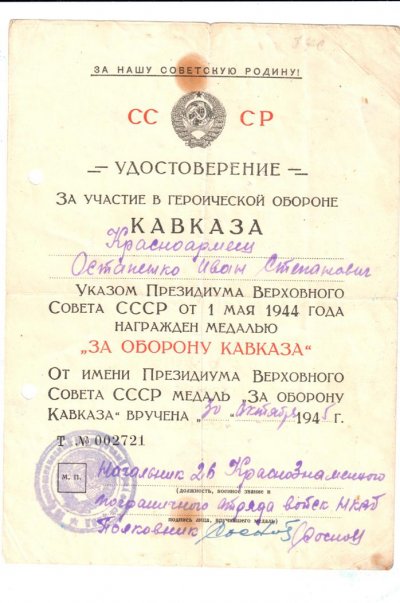 ЗА НАШУ СОВЕТСКУЮ РОДИНУ!
СС СР
УДОСТОВЕРЕНИЕ
ЗА УЧАСТИЕ В ГЕРОИЧЕСКОЙ ОБОРОНЕ
КАВКАЗА
Красноармеец
Остапенко Иван Степанович
УКАЗОМ ПРЕЗИДИУМА ВЕРХОВНОГО
СОВЕТА СССР ОТ 1 МАЯ 1944 ГОДА
НАГРАЖДЕН МЕДАЛЬЮ
„ЗА ОБОРОНУ КАВКАЗА“
ОТ ИМЕНИ ПРЕЗИДИУМА ВЕРХОВНОГО
СОВЕТА СССР МЕДАЛЬ „ЗА ОБОРОНУ
КАВКАЗА“ ВРУЧЕНА „30“ октября 1945 г.
Т № 002721
М. П.
Начальник 26 Краснознаменного
(должность, военное звание и
пограничного отряда войск НКВД
подпись лица, вручившего медаль)
Полковник